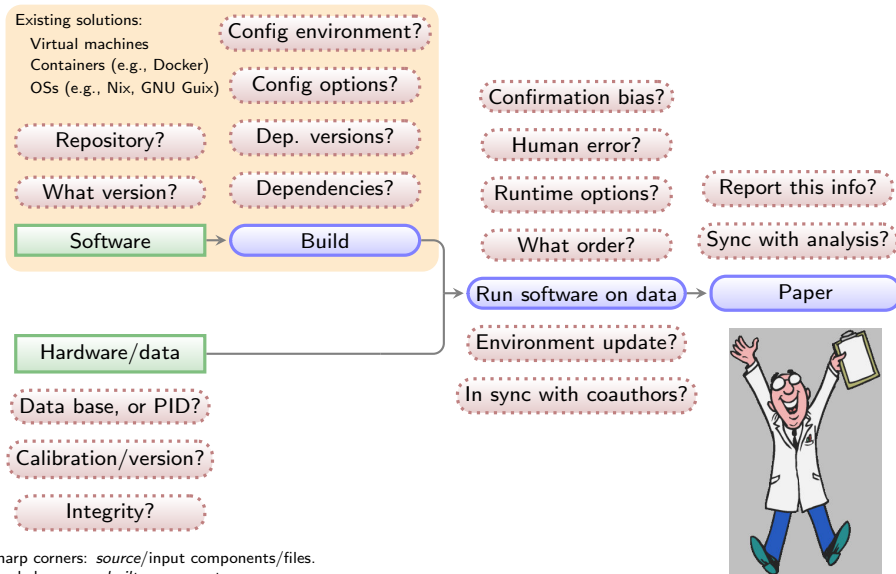 Existing solutions:
Virtual machines
Containers (e.g., Docker)
OSs (e.g., Nix, GNU Guix)
Config environment?
Config options?
Repository?
Dep. versions?
What version?
Dependencies?
Software
Build
Confirmation bias?
Human error?
Runtime options?
What order?
Run software on data
Environment update?
In sync with coauthors?
Report this info?
Sync with analysis?
Paper
Hardware/data
Data base, or PID?
Calibration/version?
Integrity?
harp corners: source/input components/files.